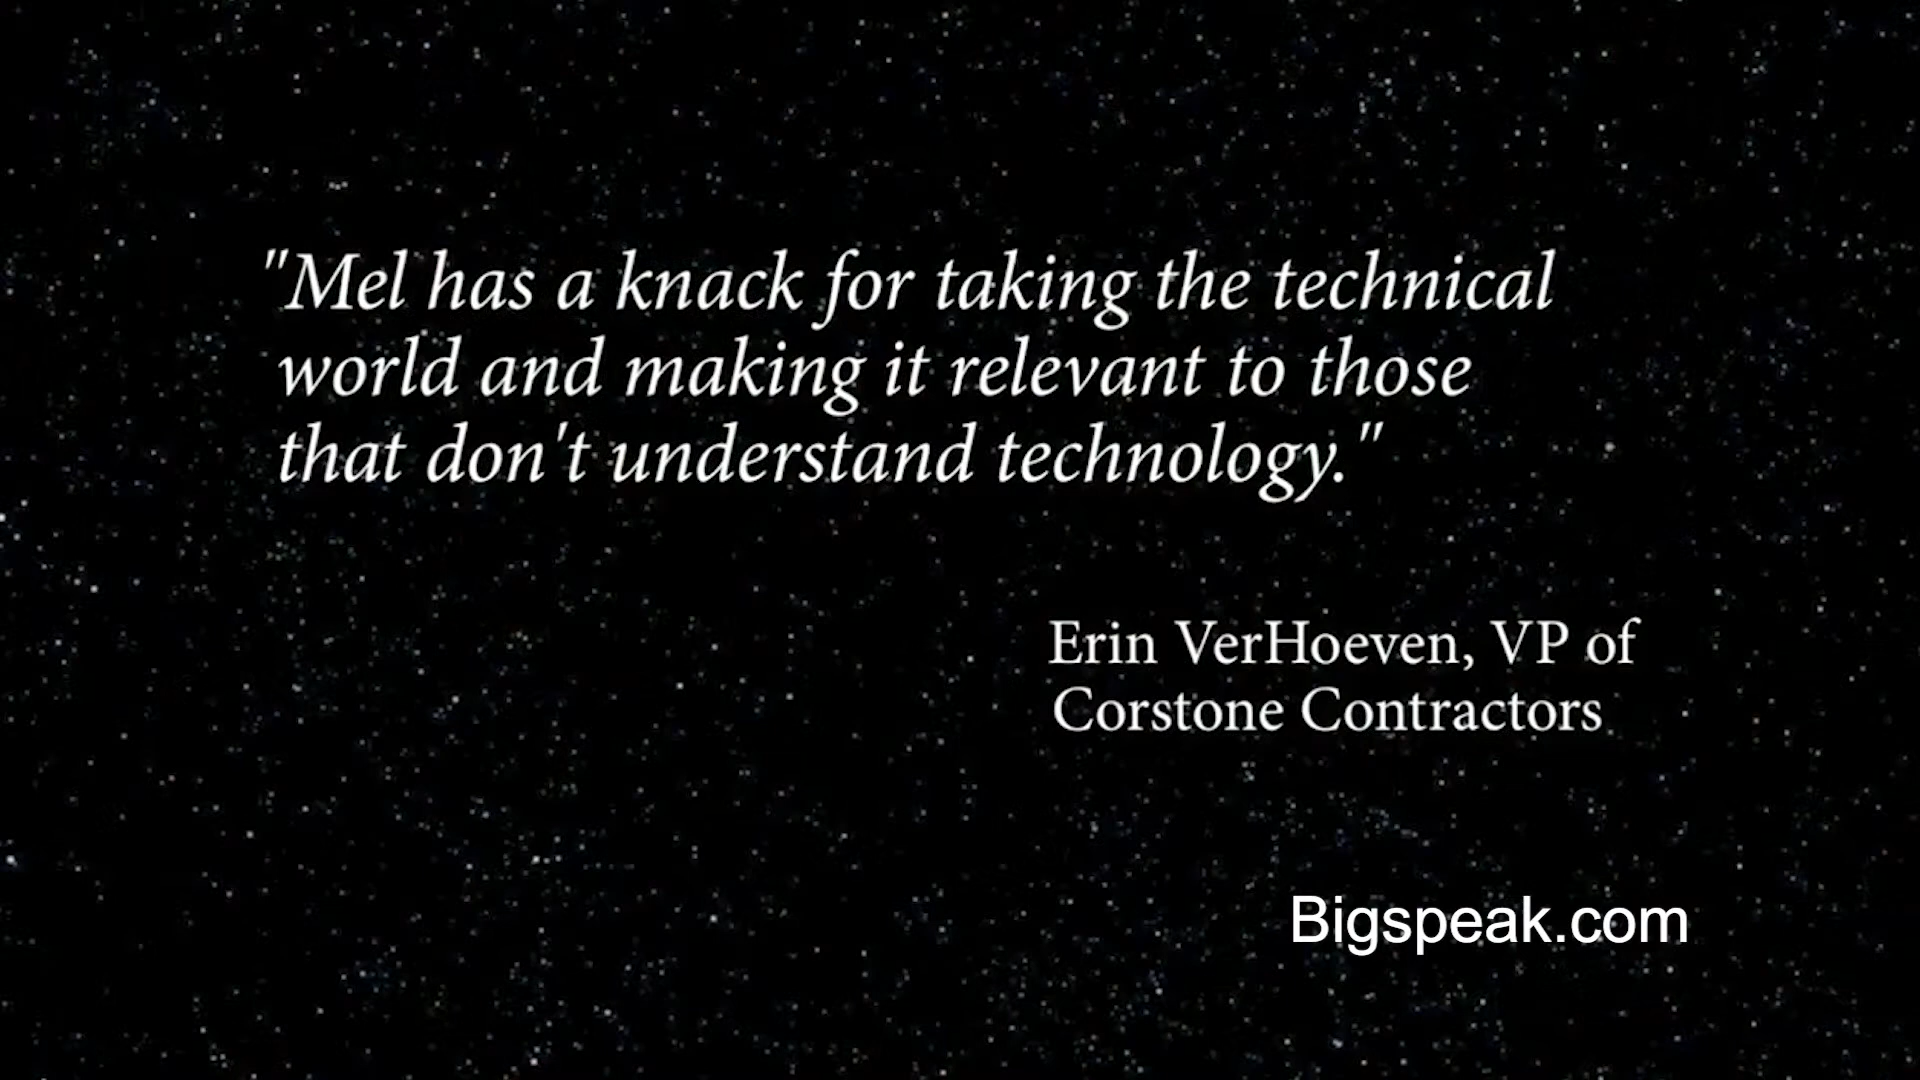 "Mel has a knack for taking the technical
world and making it relevant to those
that don't understand technology."
Erin VerHoeven, VP of
Corstone Contractors
Bigspeak.com